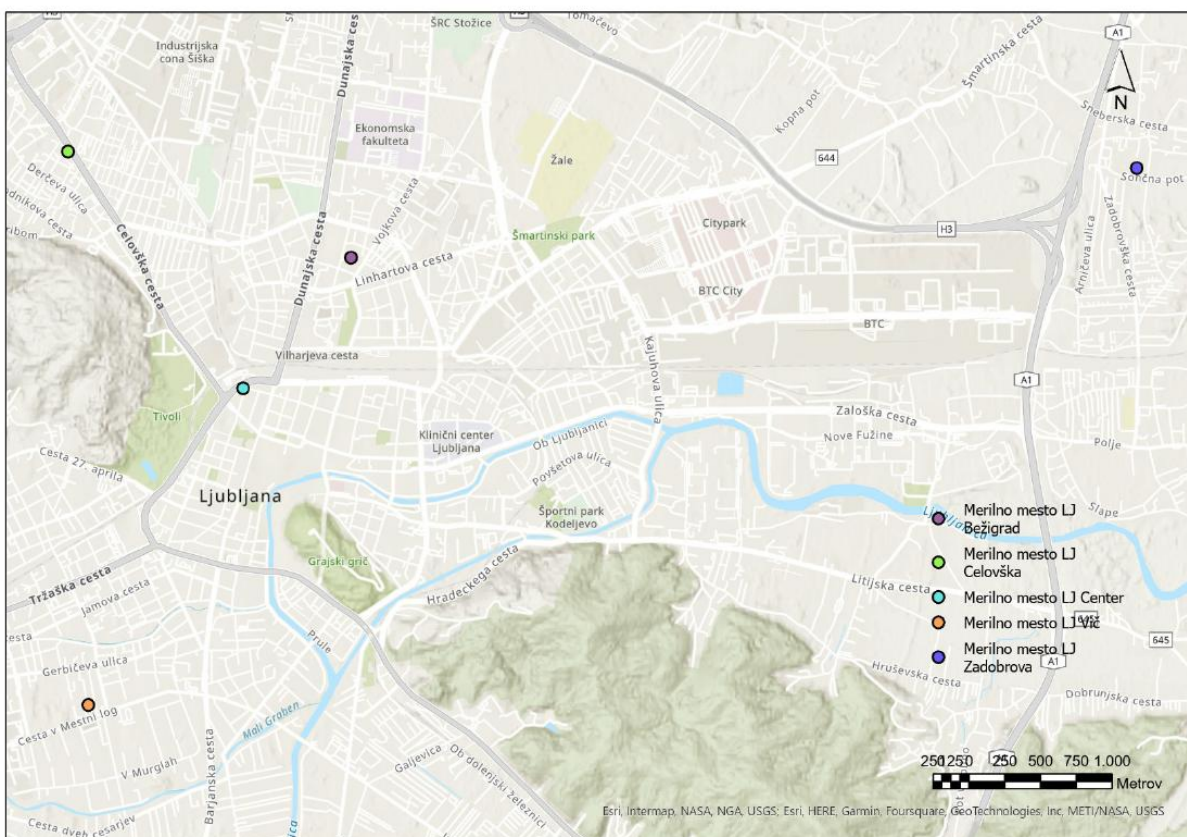 ŠRC Stožice
H3
Tomačevo
A1
Industrijska
cona Šiška
Dunajska cesta
Šmartinska cesta
N
Kopna pot
Sneberska cesta
Ekonomska
fakulteta
Žale
644
Derčeva ulica
Sončna pot
Vojkova cesta
Citypark
Zadobrovška cesta
Celovška cesta
Šmartinski park
H3
Arničeva ulica
Linhartova cesta
Dunajska cesta
BTC City
BTC
Vilharjeva cesta
Kajuhova ulica
A1
Tivoli
Zaloška cesta
Klinični center
Ljubljana
Ob Ljubljanici
Nove Fužine
Polje
Cesta 27. aprila
Povšetova ulica
Ljubljana
Športni park
Kodeljevo
Slape
Ljubljanica
Merilno mesto LJ
Bežigrad
Merilno mesto LJ
Celovška
Merilno mesto LJ Center
Merilno mesto LJ Vič
Merilno mesto LJ
Zadobrova
Grajski grič
Hradeckega cesta
Litijska cesta
Tržaška cesta
Jamova cesta
cesta
Prule
645
Gerbičeva ulica
A1
Hruševska cesta
Dobrunjska cesta
Cesta v Mestni log
Mali Graben
V Murglah
Barjanska cesta
Galjevica
Ob dolenjski železnici
A1
250 125 0 250 500 750 1.000
Metrov
Cesta dveh cesarjev
Esri, Intermap, NASA, NGA, USGS; Esri, HERE, Garmin, Foursquare, GeoTechnologies, Inc, METI/NASA, USGS